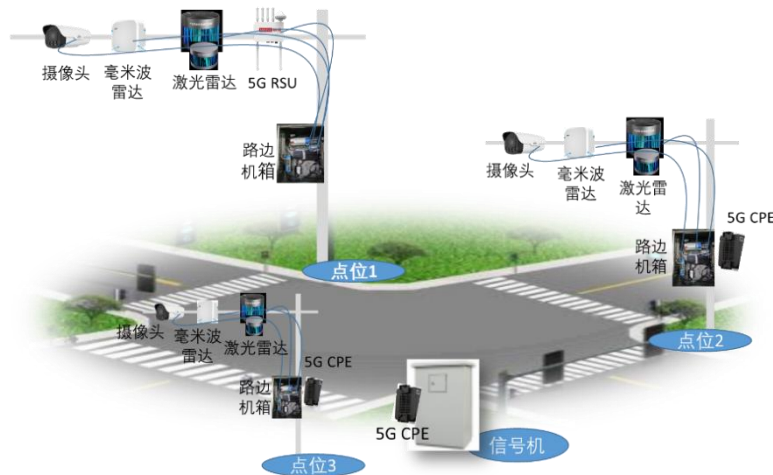 摄像头
毫米波
雷达
激光雷达
5G RSU
路边
机箱
点位1
摄像头
毫米波
雷达
激光雷
达
5G CPE
路边
机箱
点位2
摄像头
毫米波
雷达
激光雷达
5G CPE
路边
机箱
点位3
5G CPE
信号机